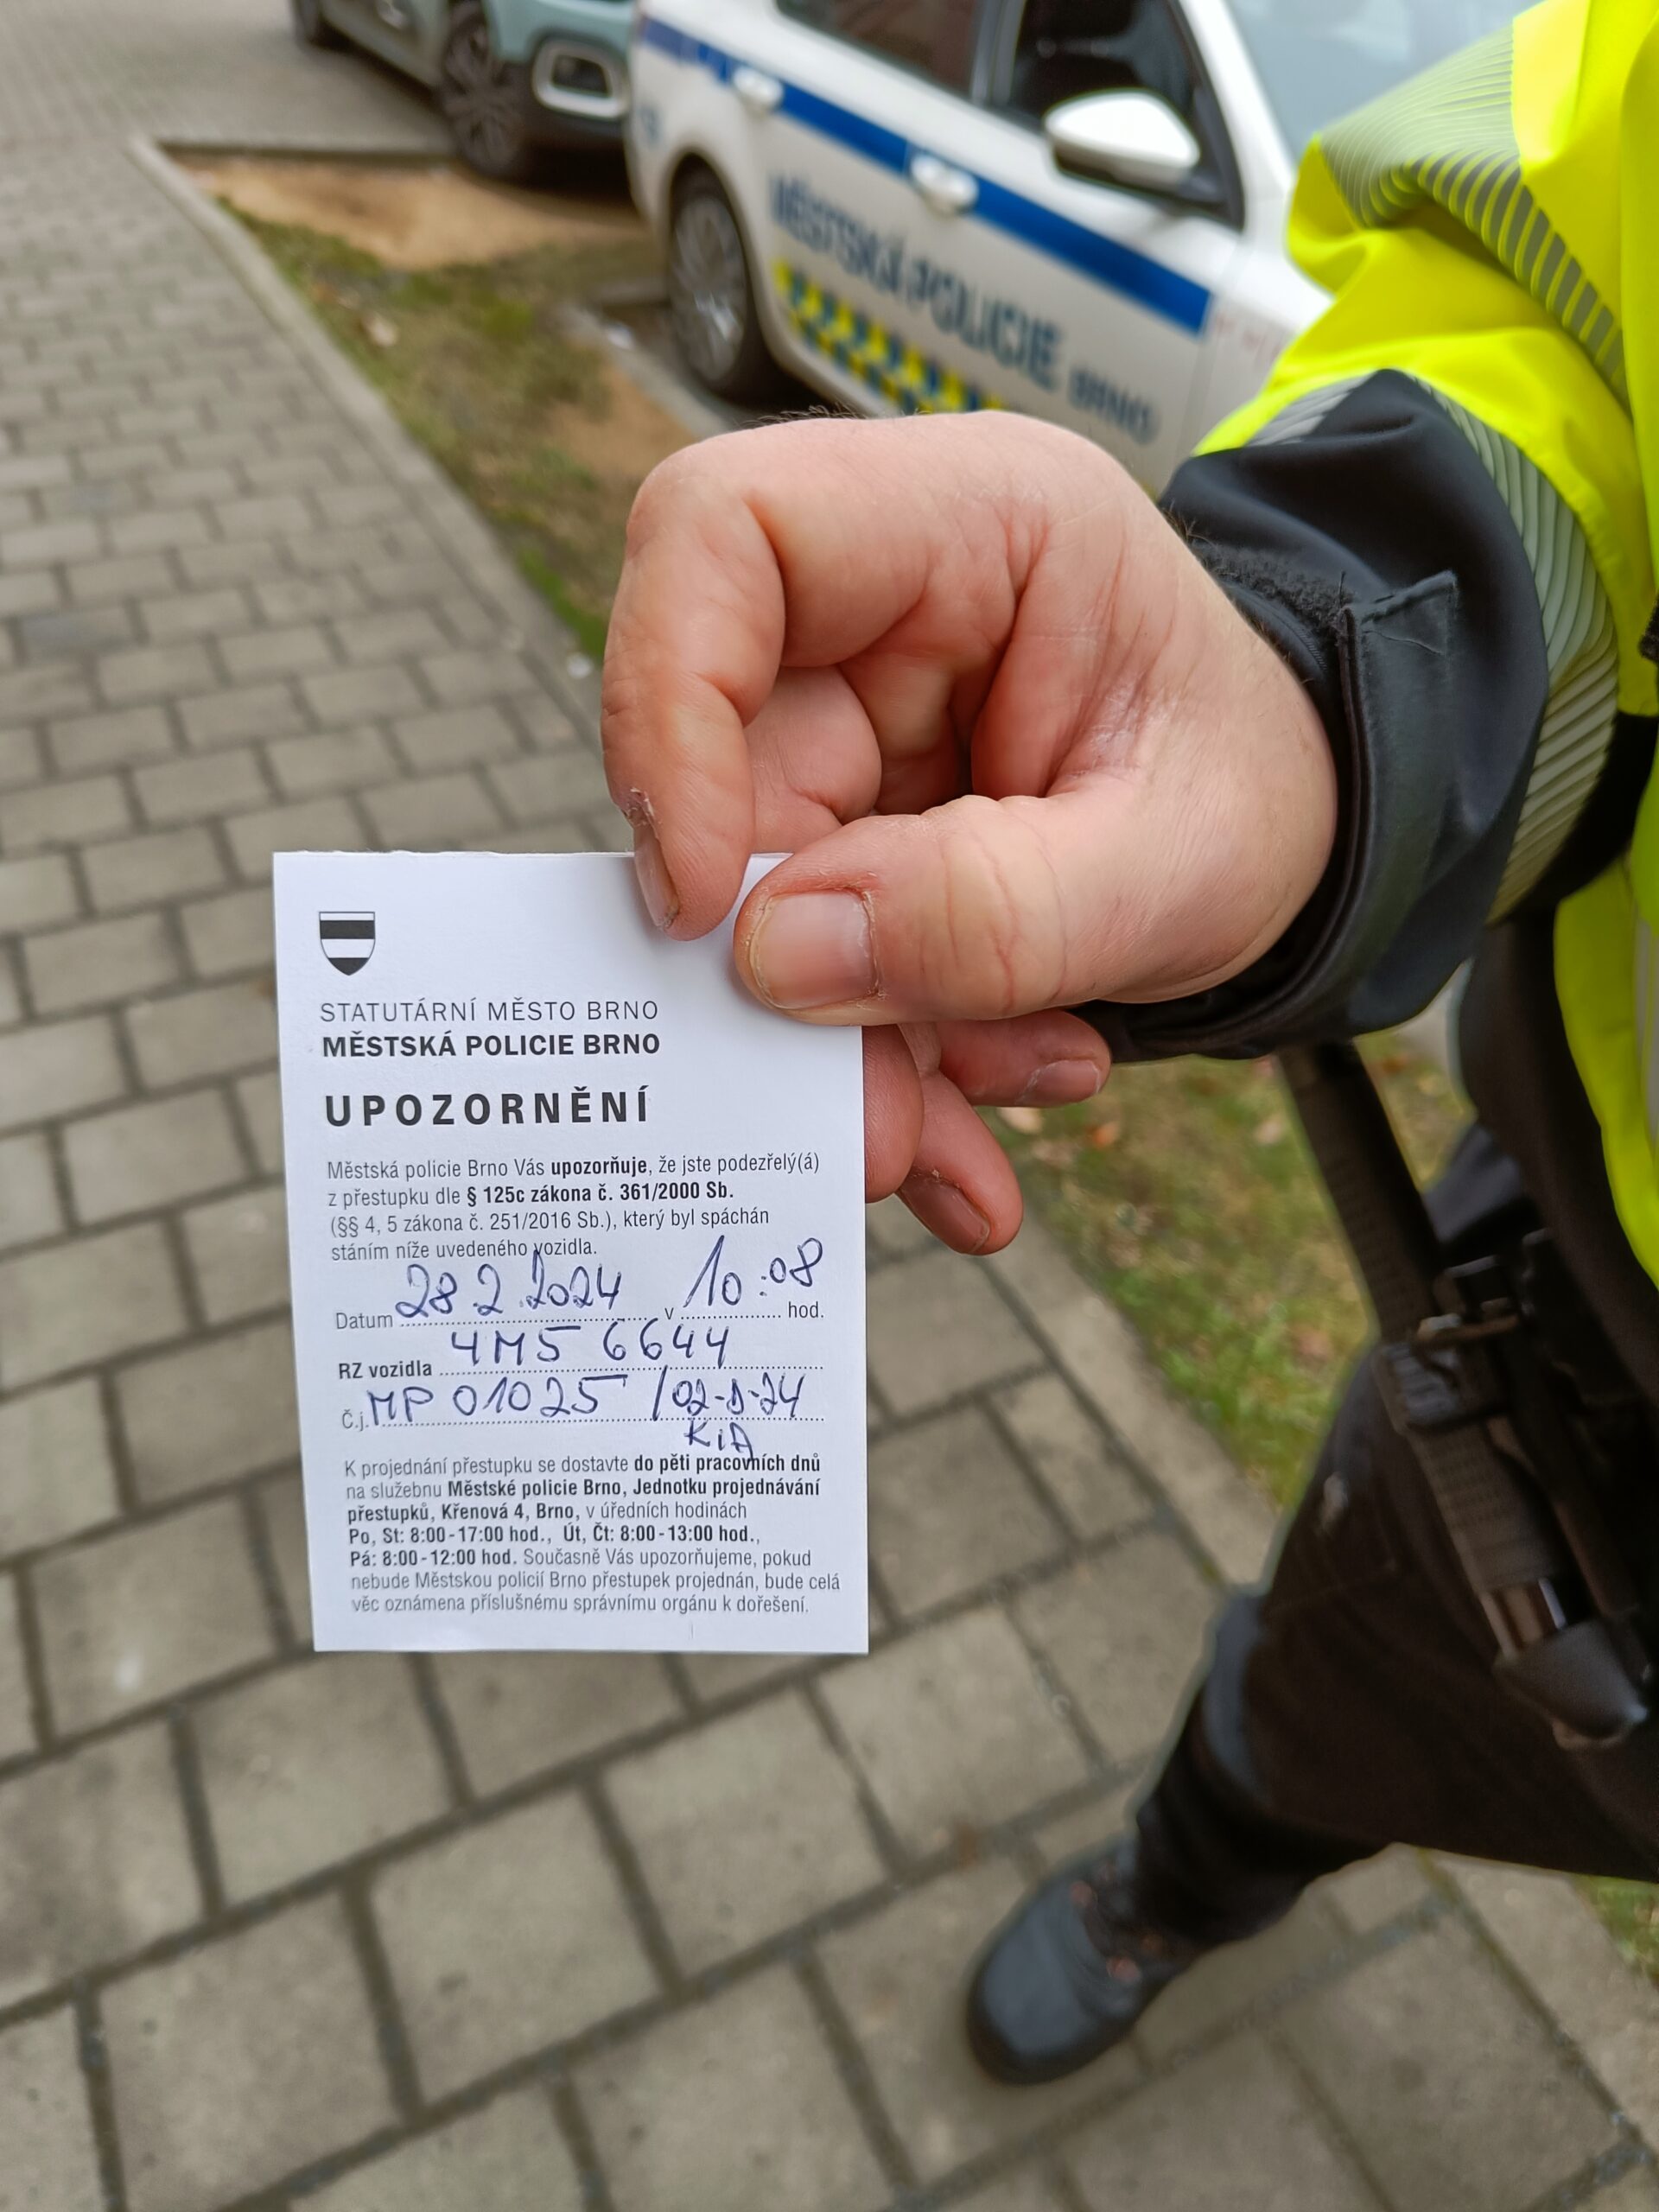 MĚSTSKÁ POLICIE BRNO
STATUTÁRNÍ MĚSTO BRNO
MĚSTSKÁ POLICIE BRNO
UPOZORNĚNÍ
Městská policie Brno Vás upozorňuje, že jste podezřelý(á)
z přestupku dle § 125c zákona č. 361/2000 Sb.
(§§ 4, 5 zákona č. 251/2016 Sb.), který byl spáchán
stáním níže uvedeného vozidla.
Datum 28.2.2024 v 10:08 hod.
RZ vozidla 4M5 6644
Č.j. MP 01025 /02-1-24
KIA
K projednání přestupku se dostavte do pěti pracovních dnů
na služebnu Městské policie Brno, Jednotku projednávání
přestupků, Křenová 4, Brno, v úředních hodinách
Po, St: 8:00-17:00 hod., Út, Čt: 8:00-13:00 hod.,
Pá: 8:00-12:00 hod. Současně Vás upozorňujeme, pokud
nebude Městskou policií Brno přestupek projednán, bude celá
věc oznámena příslušnému správnímu orgánu k dořešení.